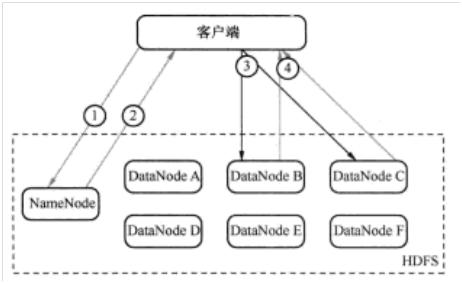 客户端
③ ④
① ②
DataNode A DataNode B DataNode C
NameNode
DataNode D DataNode E DataNode F
HDFS